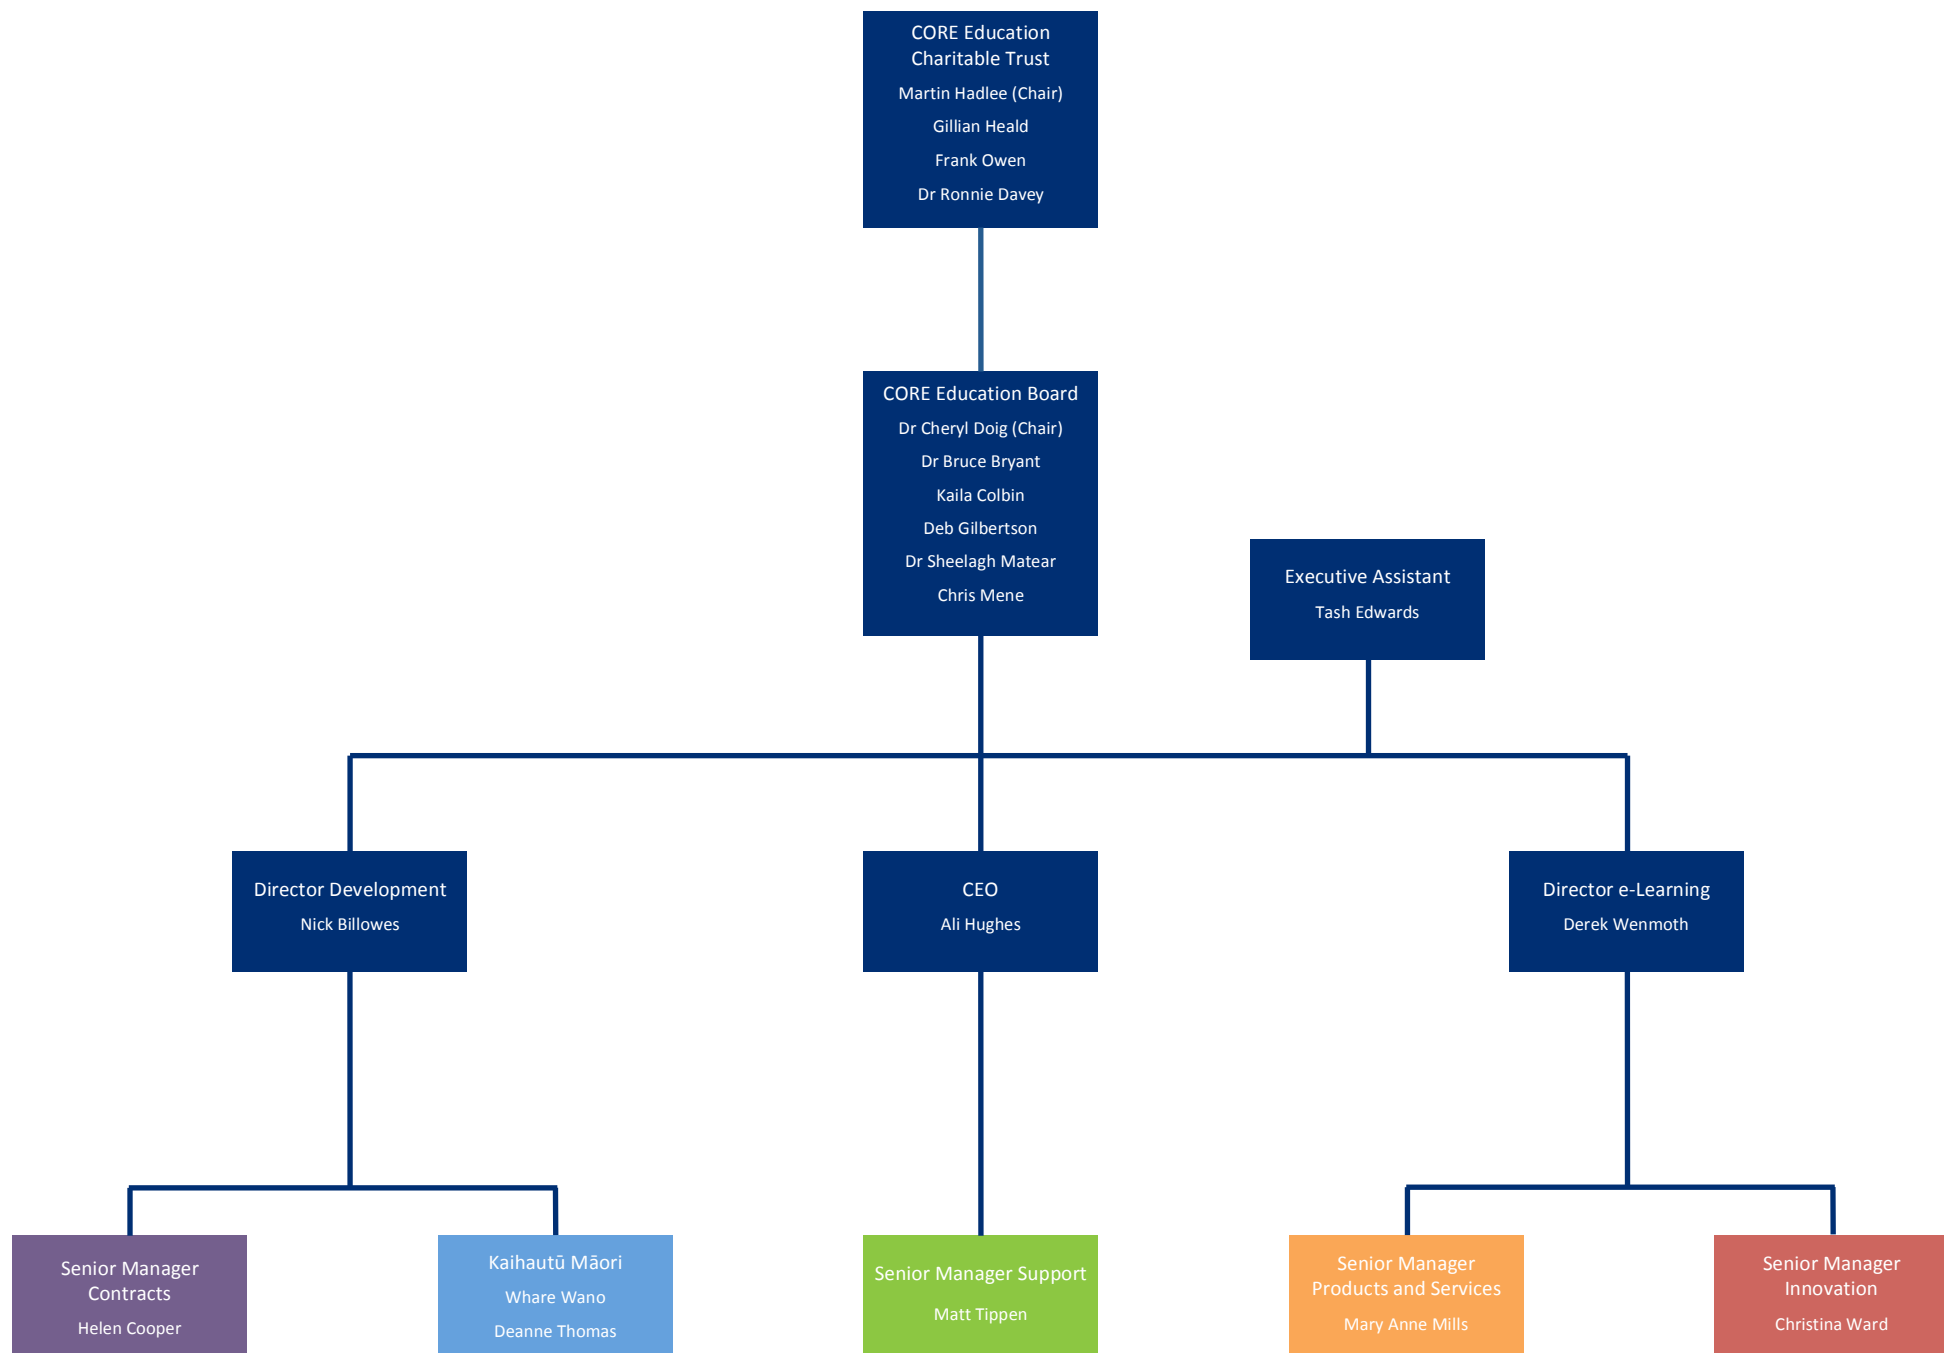 CORE Education
Charitable Trust
Martin Hadlee (Chair)
Gillian Heald
Frank Owen
Dr Ronnie Davey
CORE Education Board
Dr Cheryl Doig (Chair)
Dr Bruce Bryant
Kaila Colbin
Deb Gilbertson
Dr Sheelagh Matear
Chris Mene
Executive Assistant
Tash Edwards
Director Development
Nick Billowes
CEO
Ali Hughes
Director e-Learning
Derek Wenmoth
Senior Manager
Contracts
Helen Cooper
Kaihautū Māori
Whare Wano
Deanne Thomas
Senior Manager Support
Matt Tippen
Senior Manager
Products and Services
Mary Anne Mills
Senior Manager
Innovation
Christina Ward